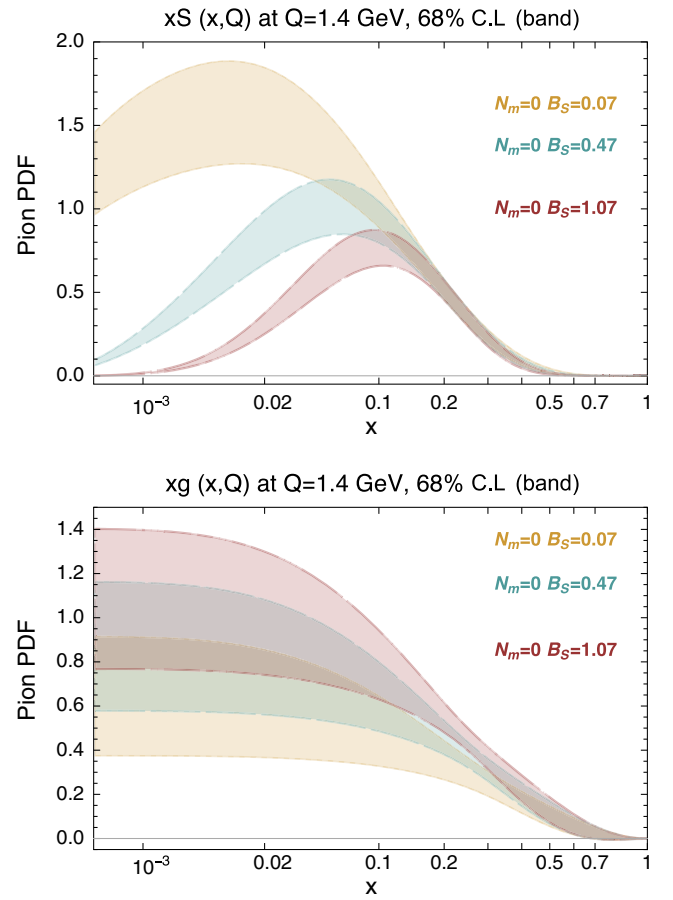 xS (x,Q) at Q=1.4 GeV, 68% C.L (band)
2.0
1.5
1.0
0.5
0.0
Pion PDF
N_m=0 B_S=0.07
N_m=0 B_S=0.47
N_m=0 B_S=1.07
10⁻³ 0.02 0.1 0.2 0.5 0.7 1
x
xg (x,Q) at Q=1.4 GeV, 68% C.L (band)
1.4
1.2
1.0
0.8
0.6
0.4
0.2
0.0
Pion PDF
N_m=0 B_S=0.07
N_m=0 B_S=0.47
N_m=0 B_S=1.07
10⁻³ 0.02 0.1 0.2 0.5 0.7 1
x